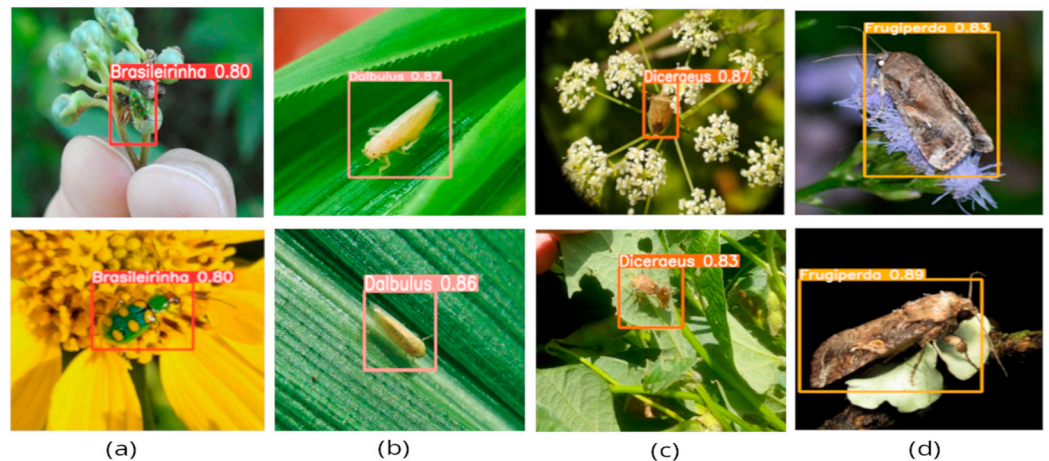 Brasileirinha 0.80
Dalbulus 0.87
Diceraeus 0.87
Frugiperda 0.83
Brasileirinha 0.80
Dalbulus 0.86
Diceraeus 0.83
Frugiperda 0.89
(a) (b) (c) (d)